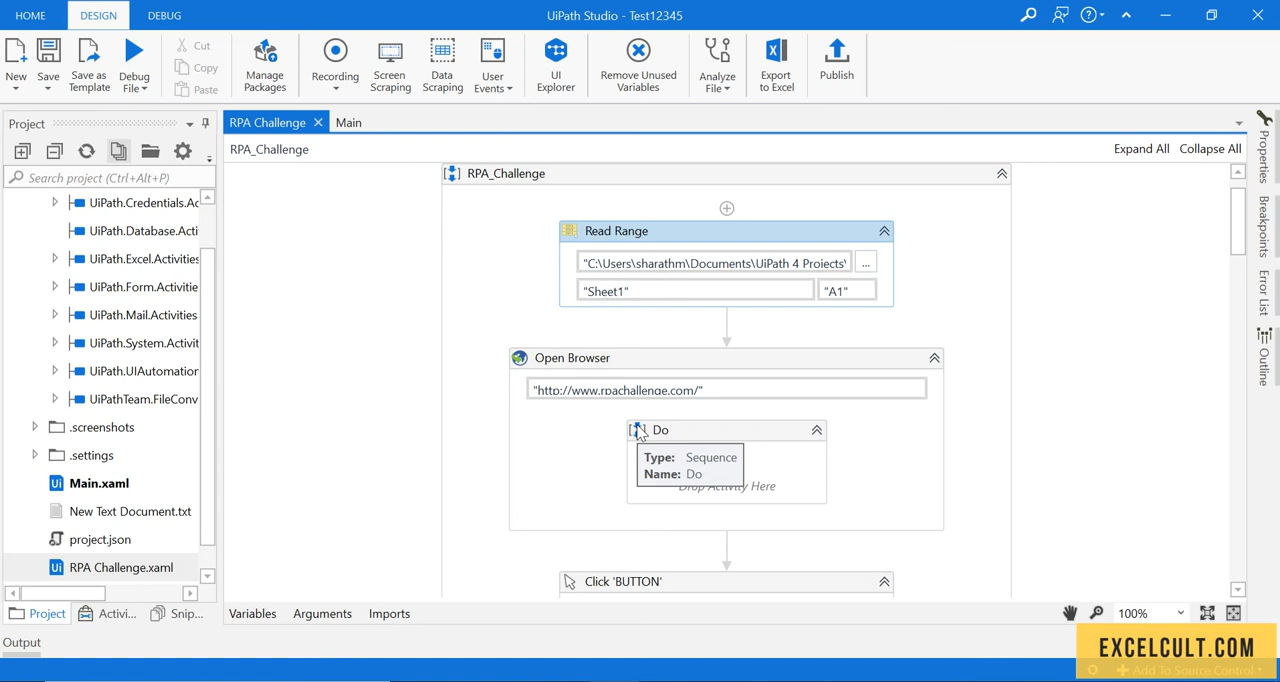 HOME
DESIGN
DEBUG
UiPath Studio - Test12345
New
Save
Save as
Template
Debug
File
Cut
Copy
Paste
Manage
Packages
Recording
Screen
Scraping
Data
Scraping
User
Events
UI
Explorer
Remove Unused
Variables
Analyze
File
Export
to Excel
Publish
Project
RPA Challenge
Main
RPA_Challenge
Expand All
Collapse All
Search project (Ctrl+Alt+P)
UiPath.Credentials.Ac
UiPath.Database.Acti
UiPath.Excel.Activities
UiPath.Form.Activitie
UiPath.Mail.Activities
UiPath.System.Activit
UiPath.UIAutomation
UiPathTeam.FileConv
.screenshots
.settings
Main.xaml
New Text Document.txt
project.json
RPA Challenge.xaml
RPA_Challenge
Read Range
"C:\Users\sharathm\Documents\UiPath 4 Projects\
...
"Sheet1"
"A1"
Open Browser
"http://www.rpachallenge.com/"
Do
Type: Sequence
Name: Do
Drop Activity Here
Click 'BUTTON'
Properties
Breakpoints
Error List
Outline
Project
Activi...
Snip...
Variables
Arguments
Imports
100%
Output
EXCELCULT.COM
Add To Source Control